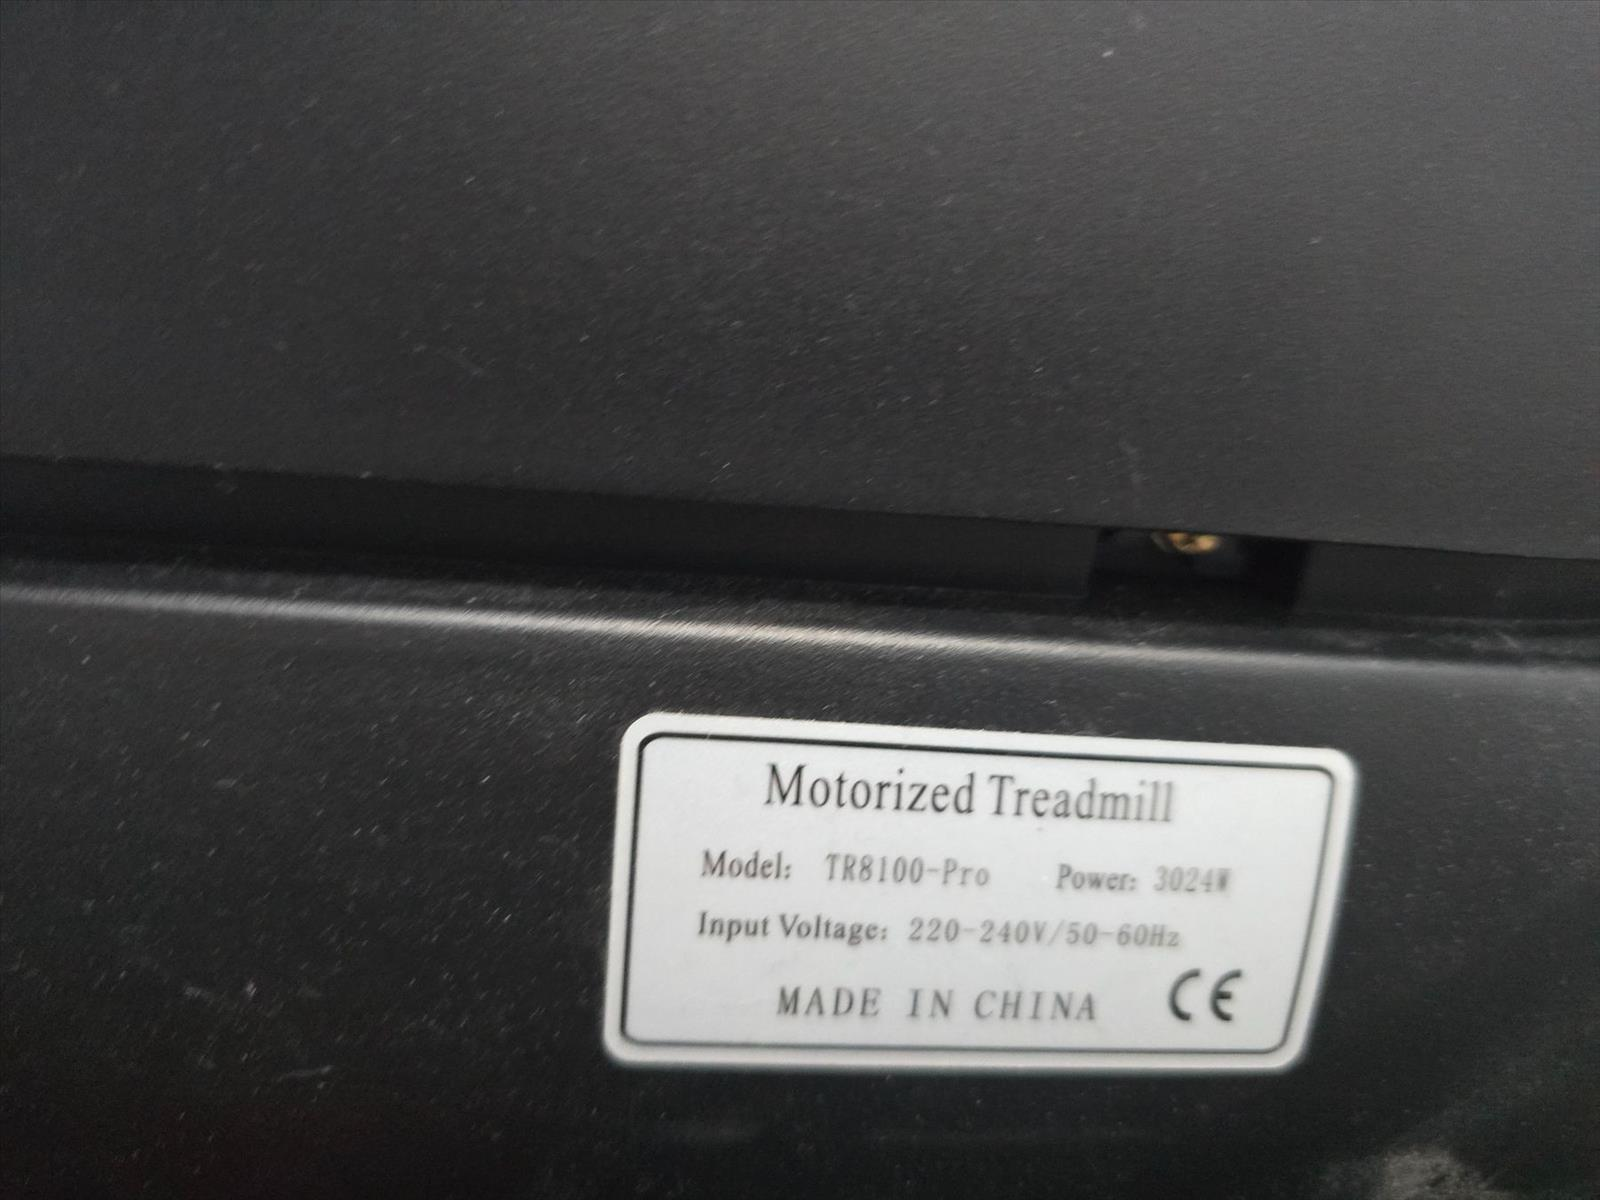 Motorized Treadmill
Model: TR8100-Pro Power: 3024W
Input Voltage: 220-240V/50-60Hz
MADE IN CHINA CE